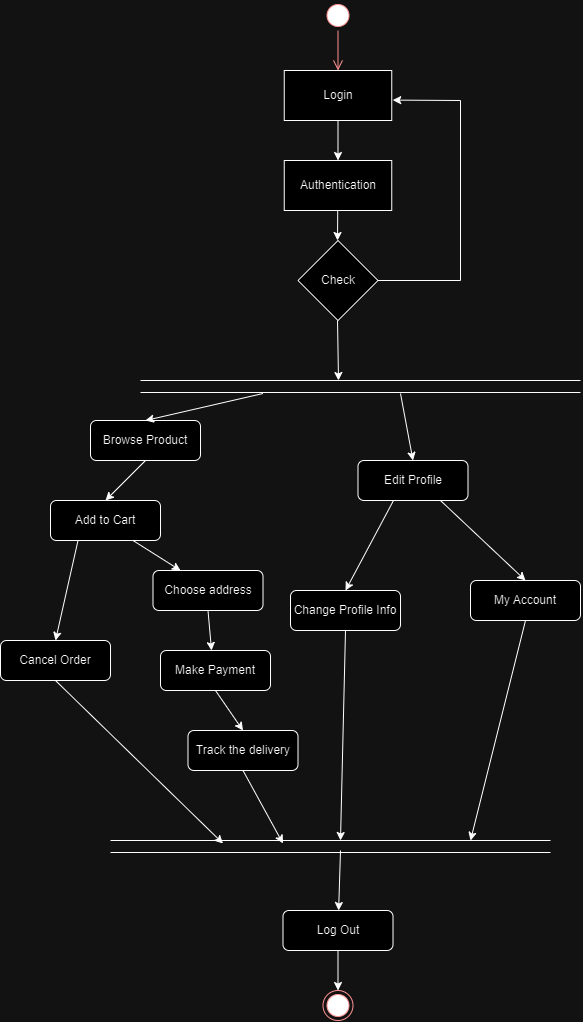 Login
Authentication
Check
Browse Product
Edit Profile
Add to Cart
Choose address
Change Profile Info
My Account
Cancel Order
Make Payment
Track the delivery
Log Out